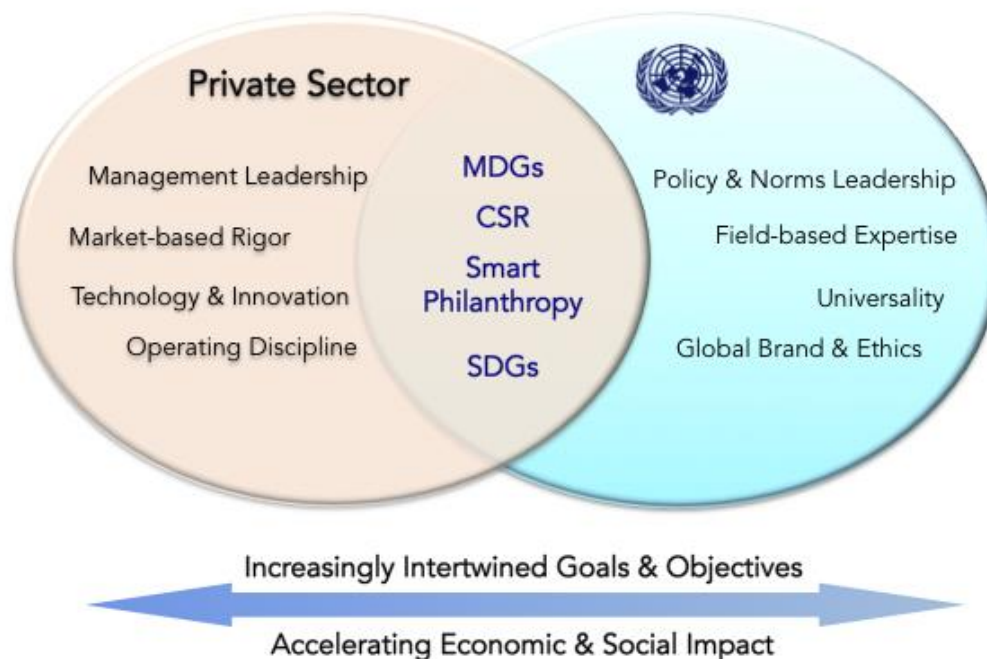 Private Sector
Management Leadership
Market-based Rigor
Technology & Innovation
Operating Discipline
MDGs
CSR
Smart
Philanthropy
SDGs
Policy & Norms Leadership
Field-based Expertise
Universality
Global Brand & Ethics
Increasingly Intertwined Goals & Objectives
Accelerating Economic & Social Impact